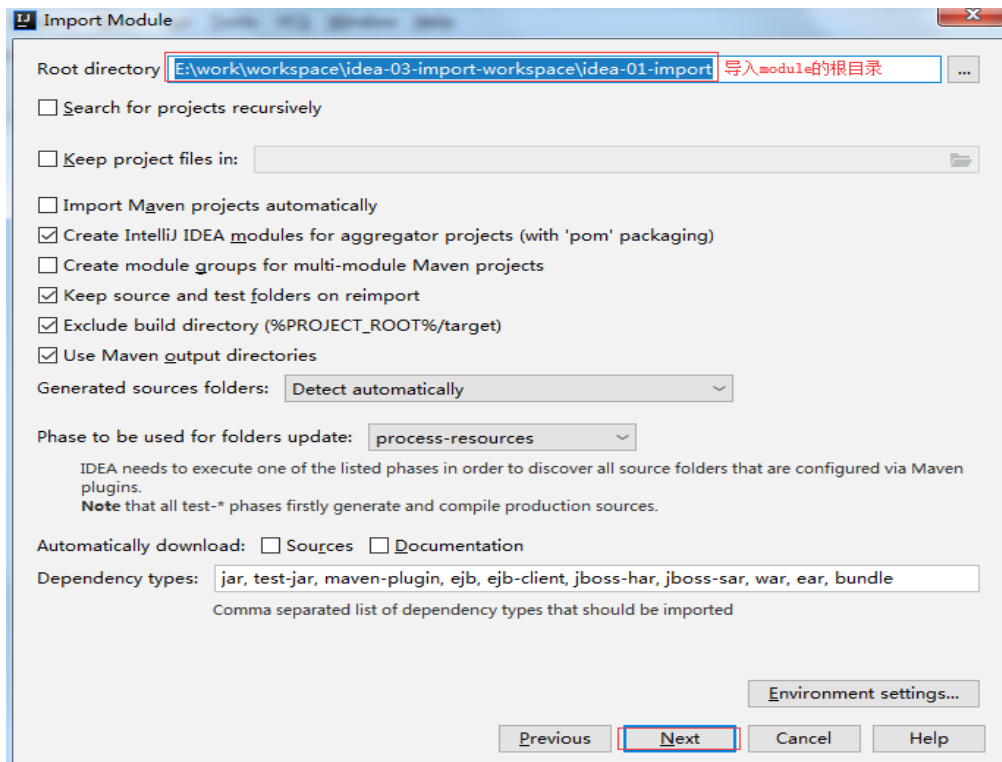 Import Module
Root directory E:\work\workspace\idea-03-import-workspace\idea-01-import 导入module的根目录 ...
Search for projects recursively
Keep project files in:
Import Maven projects automatically
Create IntelliJ IDEA modules for aggregator projects (with 'pom' packaging)
Create module groups for multi-module Maven projects
Keep source and test folders on reimport
Exclude build directory (%PROJECT_ROOT%/target)
Use Maven output directories
Generated sources folders: Detect automatically
Phase to be used for folders update: process-resources
IDEA needs to execute one of the listed phases in order to discover all source folders that are configured via Maven
plugins.
Note that all test-* phases firstly generate and compile production sources.
Automatically download: Sources Documentation
Dependency types: jar, test-jar, maven-plugin, ejb, ejb-client, jboss-har, jboss-sar, war, ear, bundle
Comma separated list of dependency types that should be imported
Environment settings...
Previous Next Cancel Help